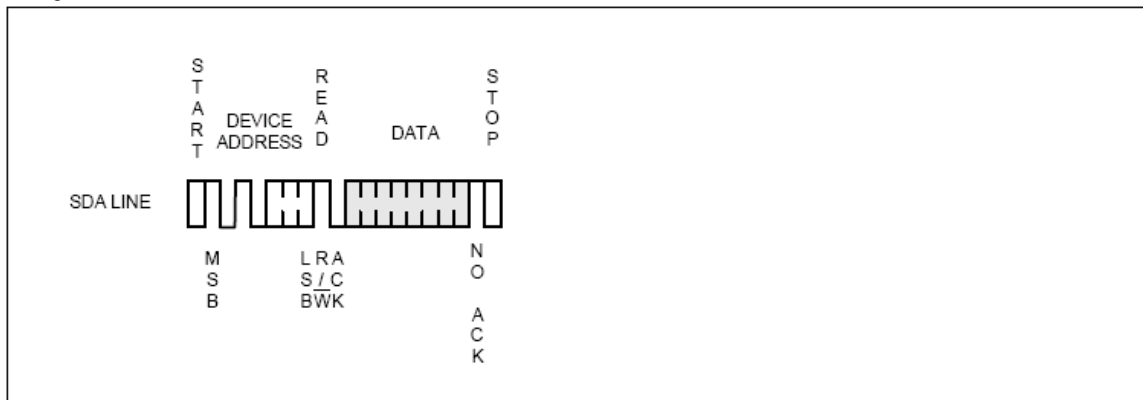 START
DEVICE
ADDRESS
READ
DATA
STOP
SDA LINE
MSB
LSB
R/W
ACK
NO ACK